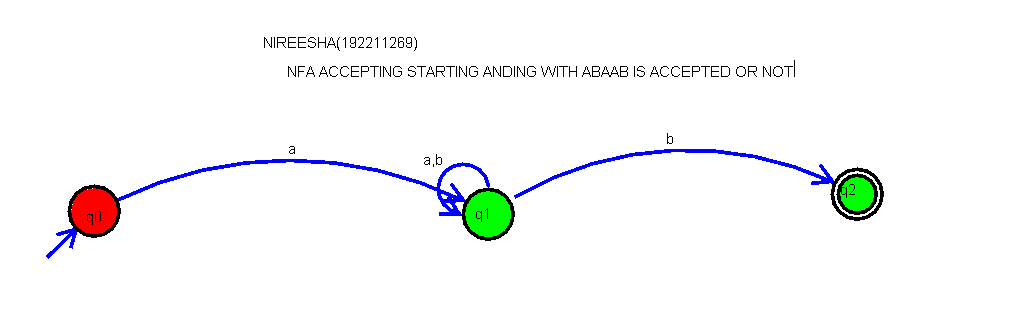 NIREESHA(192211269)
NFA ACCEPTING STARTING ANDING WITH ABAAB IS ACCEPTED OR NOT
a
a,b
b
q0
q1
q2